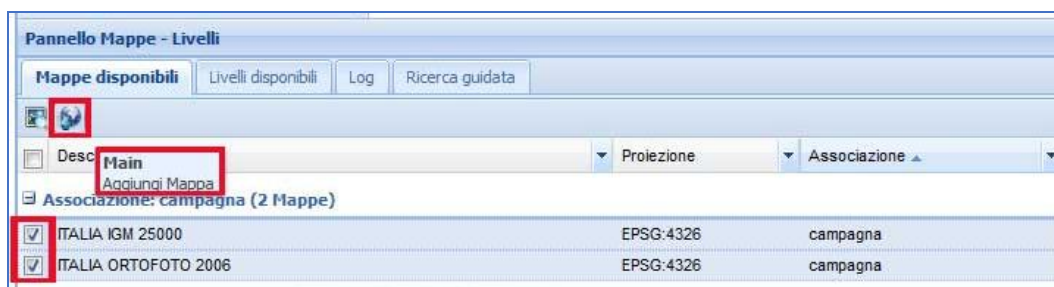 Pannello Mappe - Livelli
Mappe disponibili Livelli disponibili Log Ricerca guidata
Desc Proiezione Associazione
Main
Aggiungi Mappa
Associazione: campagna (2 Mappe)
ITALIA IGM 25000 EPSG:4326 campagna
ITALIA ORTOFOTO 2006 EPSG:4326 campagna